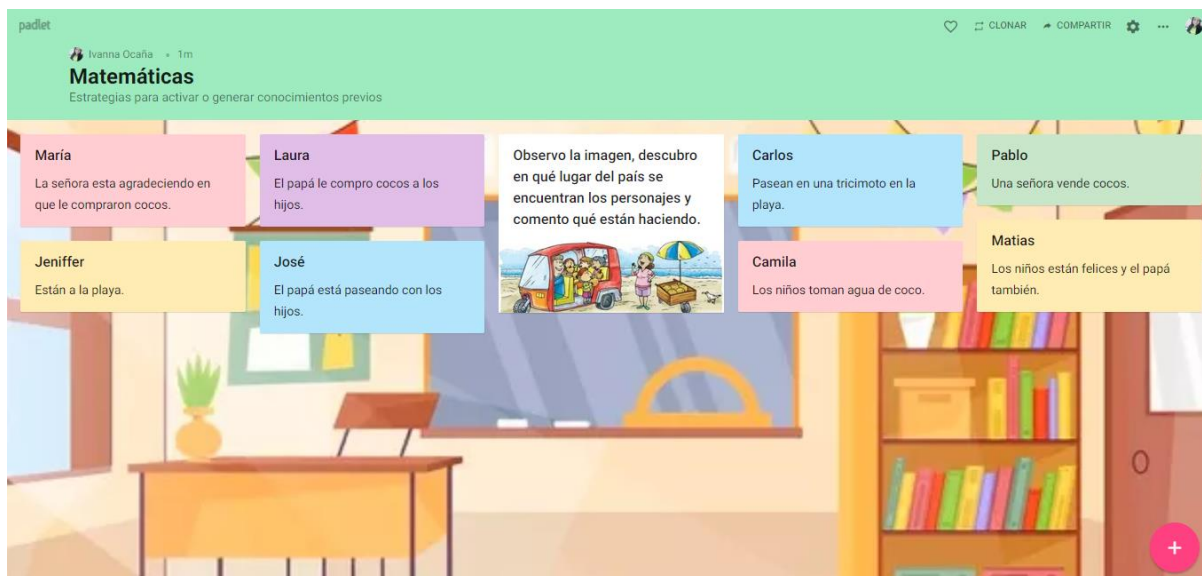 padlet
CLONAR
COMPARTIR
Ivanna Ocaña • 1m
Matemáticas
Estrategias para activar o generar conocimientos previos
María
La señora esta agradeciendo en
que le compraron cocos.
Jeniffer
Están a la playa.
Laura
El papá le compro cocos a los
hijos.
José
El papá está paseando con los
hijos.
Observo la imagen, descubro
en qué lugar del país se
encuentran los personajes y
comento qué están haciendo.
Carlos
Pasean en una tricimoto en la
playa.
Camila
Los niños toman agua de coco.
Pablo
Una señora vende cocos.
Matias
Los niños están felices y el papá
también.